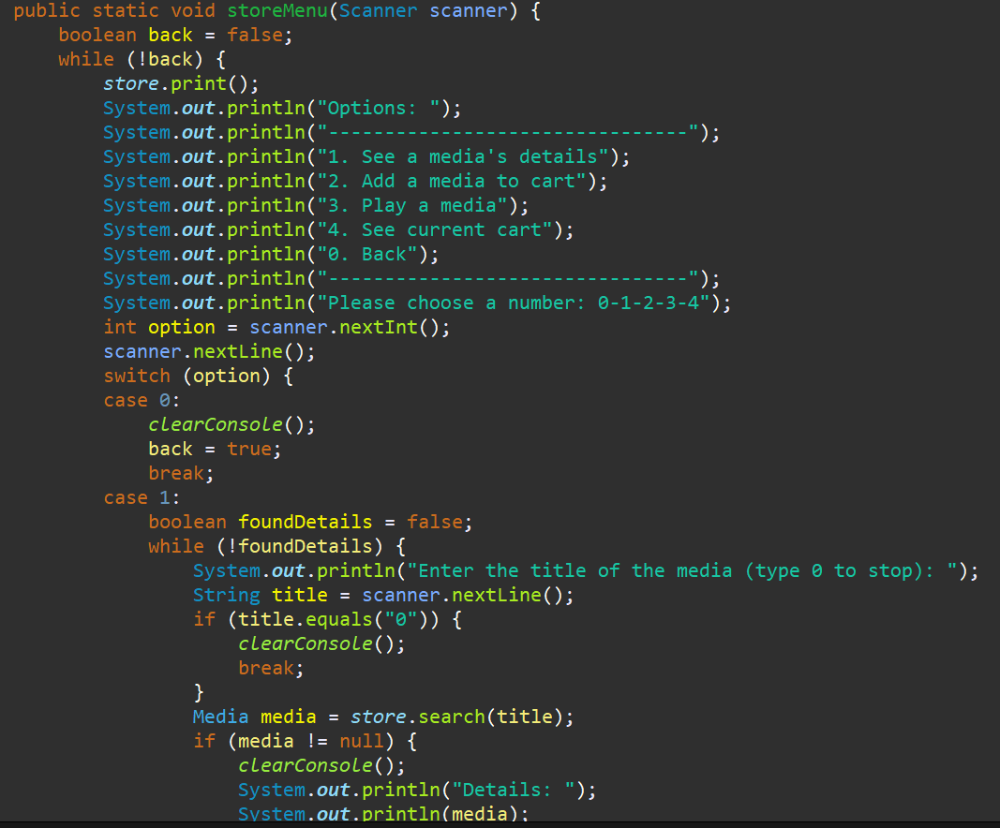 public static void storeMenu(Scanner scanner) {
    boolean back = false;
    while (!back) {
        store.print();
        System.out.println("Options: ");
        System.out.println("--------------------------------");
        System.out.println("1. See a media's details");
        System.out.println("2. Add a media to cart");
        System.out.println("3. Play a media");
        System.out.println("4. See current cart");
        System.out.println("0. Back");
        System.out.println("--------------------------------");
        System.out.println("Please choose a number: 0-1-2-3-4");
        int option = scanner.nextInt();
        scanner.nextLine();
        switch (option) {
        case 0:
            clearConsole();
            back = true;
            break;
        case 1:
            boolean foundDetails = false;
            while (!foundDetails) {
                System.out.println("Enter the title of the media (type 0 to stop): ");
                String title = scanner.nextLine();
                if (title.equals("0")) {
                    clearConsole();
                    break;
                }
                Media media = store.search(title);
                if (media != null) {
                    clearConsole();
                    System.out.println("Details: ");
                    System.out.println(media);